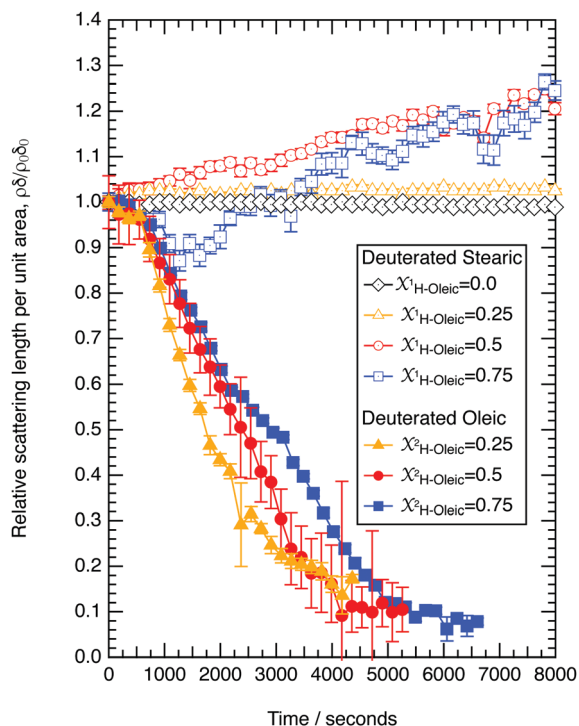 Relative scattering length per unit area, ρδ/ρ₀δ₀
1.4
1.3
1.2
1.1
1.0
0.9
0.8
0.7
0.6
0.5
0.4
0.3
0.2
0.1
0.0
Deuterated Stearic
χ¹H-Oleic=0.0
χ¹H-Oleic=0.25
χ¹H-Oleic=0.5
χ¹H-Oleic=0.75
Deuterated Oleic
χ²H-Oleic=0.25
χ²H-Oleic=0.5
χ²H-Oleic=0.75
0 1000 2000 3000 4000 5000 6000 7000 8000
Time / seconds